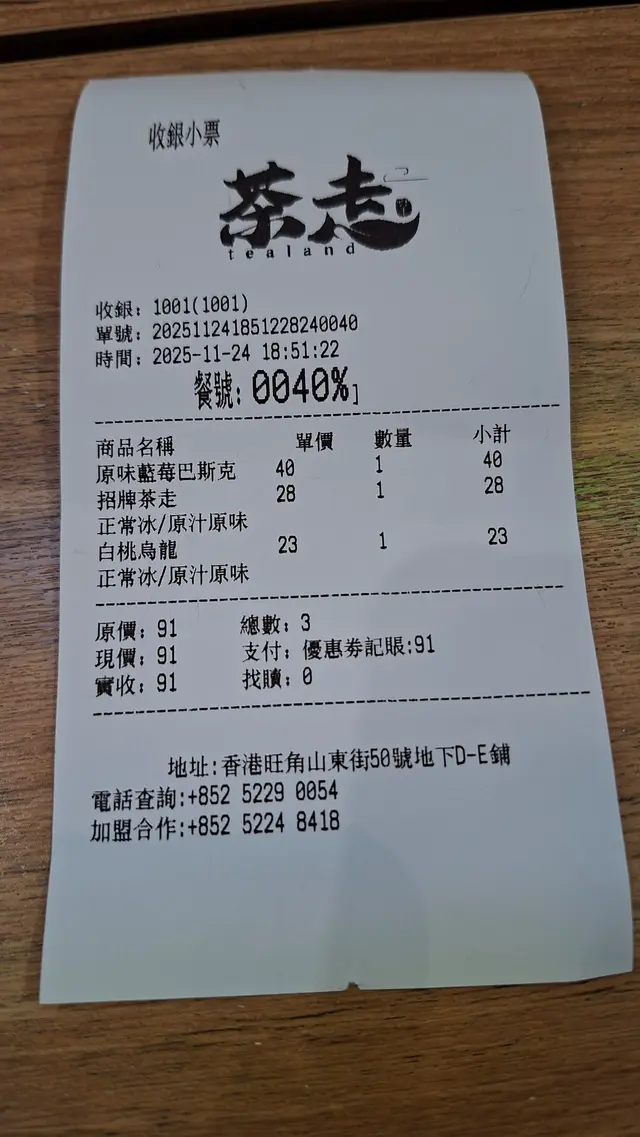 收銀小票
茶走
tealand
收銀: 1001(1001)
單號: 202511241851228240040
時間: 2025-11-24 18:51:22
餐號: 0040%]
商品名稱 單價 數量 小計
原味藍莓巴斯克 40 1 40
招牌茶走 28 1 28
正常冰/原汁原味
白桃烏龍 23 1 23
正常冰/原汁原味
原價: 91 總數: 3
現價: 91 支付: 優惠券記賬:91
實收: 91 找贖: 0
地址:香港旺角山東街50號地下D-E鋪
電話查詢:+852 5229 0054
加盟合作:+852 5224 8418